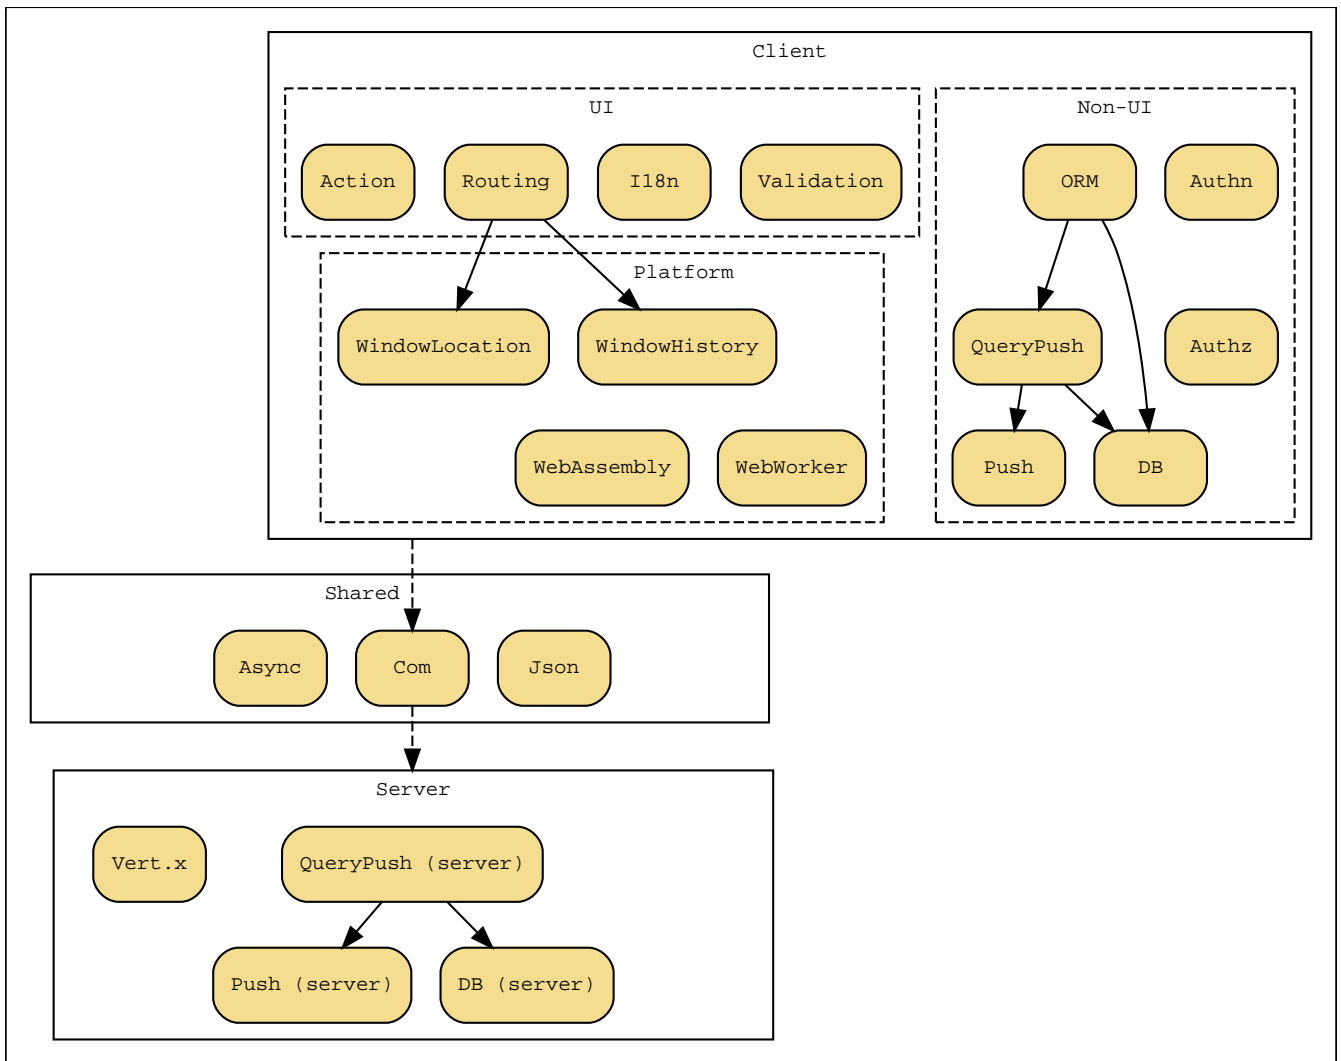 Client
UI
Non-UI
Action
Routing
I18n
Validation
ORM
Authn
Platform
WindowLocation
WindowHistory
QueryPush
Authz
WebAssembly
WebWorker
Push
DB
Shared
Async
Com
Json
Server
Vert.x
QueryPush (server)
Push (server)
DB (server)